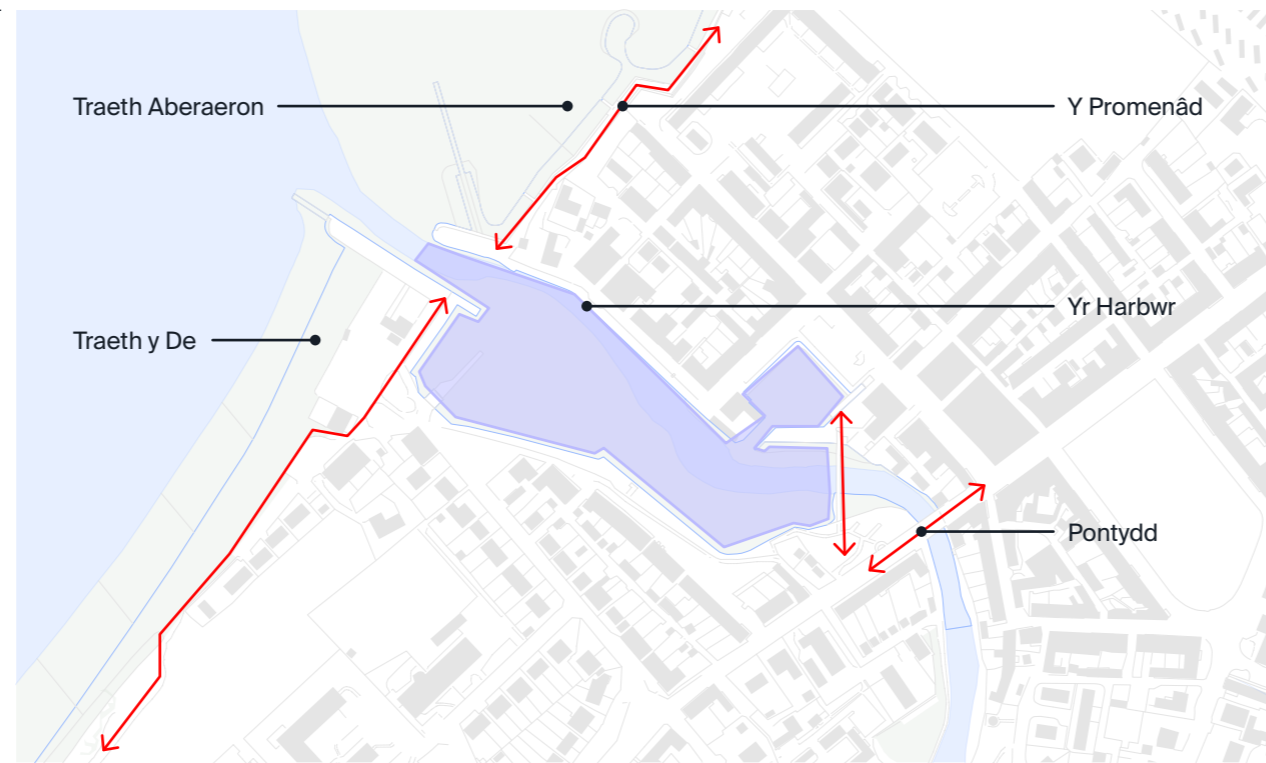 Traeth Aberaeron
Y Promenâd
Yr Harbwr
Traeth y De
Pontydd